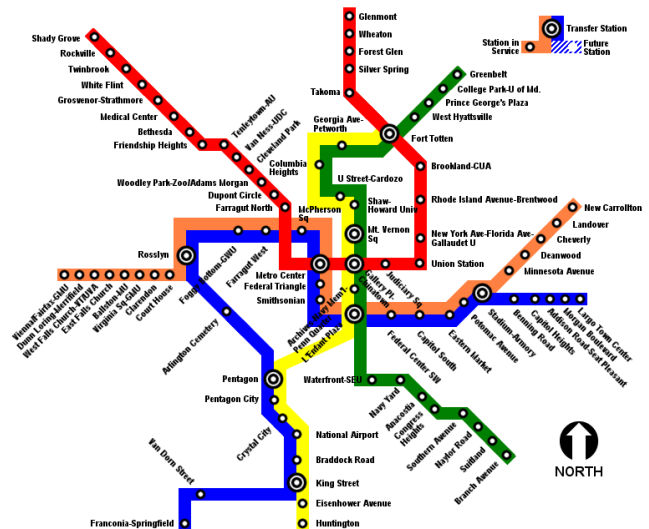 Transfer Station
Station in
Service
Future
Station
Glenmont
Wheaton
Forest Glen
Silver Spring
Takoma
Shady Grove
Rockville
Twinbrook
White Flint
Grosvenor-Strathmore
Medical Center
Bethesda
Friendship Heights
Tenleytown-AU
Van Ness-UDC
Cleveland Park
Woodley Park-Zoo/Adams Morgan
Dupont Circle
Farragut North
Greenbelt
College Park-U of Md.
Prince George's Plaza
West Hyattsville
Fort Totten
Georgia Ave-
Petworth
Columbia
Heights
U Street-Cardozo
Shaw-
Howard Univ
Mt. Vernon
Sq
McPherson
Sq
Brookland-CUA
Rhode Island Avenue-Brentwood
New York Ave-Florida Ave-
Gallaudet U
Union Station
Judiciary Sq
Gallery Pl-
Chinatown
Metro Center
Federal Triangle
Smithsonian
Archives-Navy Mem'l-
Penn Quarter
L'Enfant Plaza
New Carrollton
Landover
Cheverly
Deanwood
Minnesota Avenue
Rosslyn
Foggy Bottom-GWU
Farragut West
Vienna/Fairfax-GMU
Dunn Loring-Merrifield
West Falls Church-VT/UVA
East Falls Church
Ballston-MU
Virginia Sq-GMU
Clarendon
Court House
Arlington Cemetery
Federal Center SW
Capitol South
Eastern Market
Potomac Avenue
Stadium-Armory
Benning Road
Capitol Heights
Addison Road-Seat Pleasant
Morgan Boulevard
Largo Town Center
Pentagon
Pentagon City
Crystal City
National Airport
Braddock Road
King Street
Eisenhower Avenue
Huntington
Van Dorn Street
Franconia-Springfield
Waterfront-SEU
Navy Yard
Anacostia
Congress
Heights
Southern Avenue
Naylor Road
Suitland
Branch Avenue
NORTH